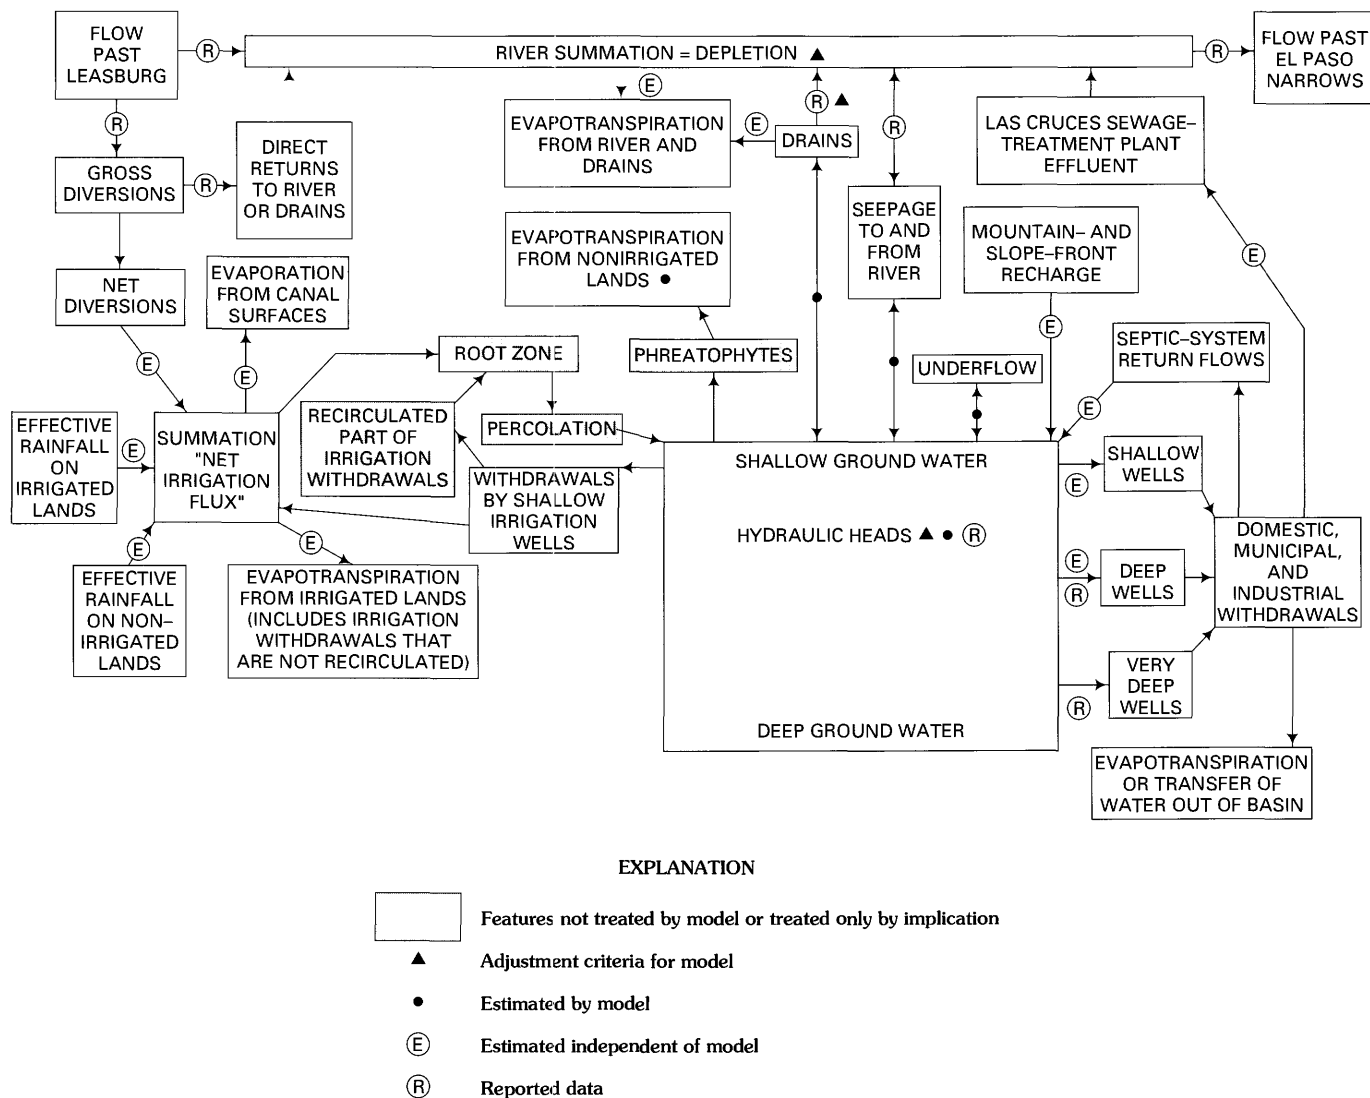 FLOW
PAST
LEASBURG
R
RIVER SUMMATION = DEPLETION ▲
R
FLOW PAST
EL PASO
NARROWS
R
GROSS
DIVERSIONS
R
DIRECT
RETURNS
TO RIVER
OR DRAINS
E
EVAPOTRANSPIRATION
FROM RIVER AND
DRAINS
E
R ▲
DRAINS
R
LAS CRUCES SEWAGE–
TREATMENT PLANT
EFFLUENT
NET
DIVERSIONS
EVAPORATION
FROM CANAL
SURFACES
EVAPOTRANSPIRATION
FROM NONIRRIGATED
LANDS ●
SEEPAGE
TO AND
FROM
RIVER
MOUNTAIN– AND
SLOPE–FRONT
RECHARGE
E
E
E
E
ROOT ZONE
PHREATOPHYTES
UNDERFLOW
SEPTIC–SYSTEM
RETURN FLOWS
E
EFFECTIVE
RAINFALL
ON
IRRIGATED
LANDS
E
SUMMATION
"NET
IRRIGATION
FLUX"
RECIRCULATED
PART OF
IRRIGATION
WITHDRAWALS
PERCOLATION
WITHDRAWALS
BY SHALLOW
IRRIGATION
WELLS
SHALLOW GROUND WATER
HYDRAULIC HEADS ▲ ● R
DEEP GROUND WATER
E
SHALLOW
WELLS
E
R
DEEP
WELLS
R
VERY
DEEP
WELLS
DOMESTIC,
MUNICIPAL,
AND
INDUSTRIAL
WITHDRAWALS
E
EFFECTIVE
RAINFALL
ON NON–
IRRIGATED
LANDS
E
EVAPOTRANSPIRATION
FROM IRRIGATED LANDS
(INCLUDES IRRIGATION
WITHDRAWALS THAT
ARE NOT RECIRCULATED)
EVAPOTRANSPIRATION
OR TRANSFER OF
WATER OUT OF BASIN
EXPLANATION
Features not treated by model or treated only by implication
▲ Adjustment criteria for model
● Estimated by model
E Estimated independent of model
R Reported data